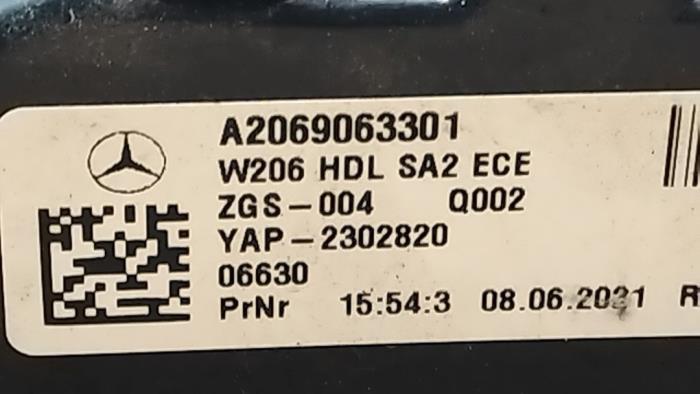 A2069063301
W206 HDL SA2 ECE
ZGS-004 Q002
YAP-2302820
06630
PrNr 15:54:3 08.06.2021 R